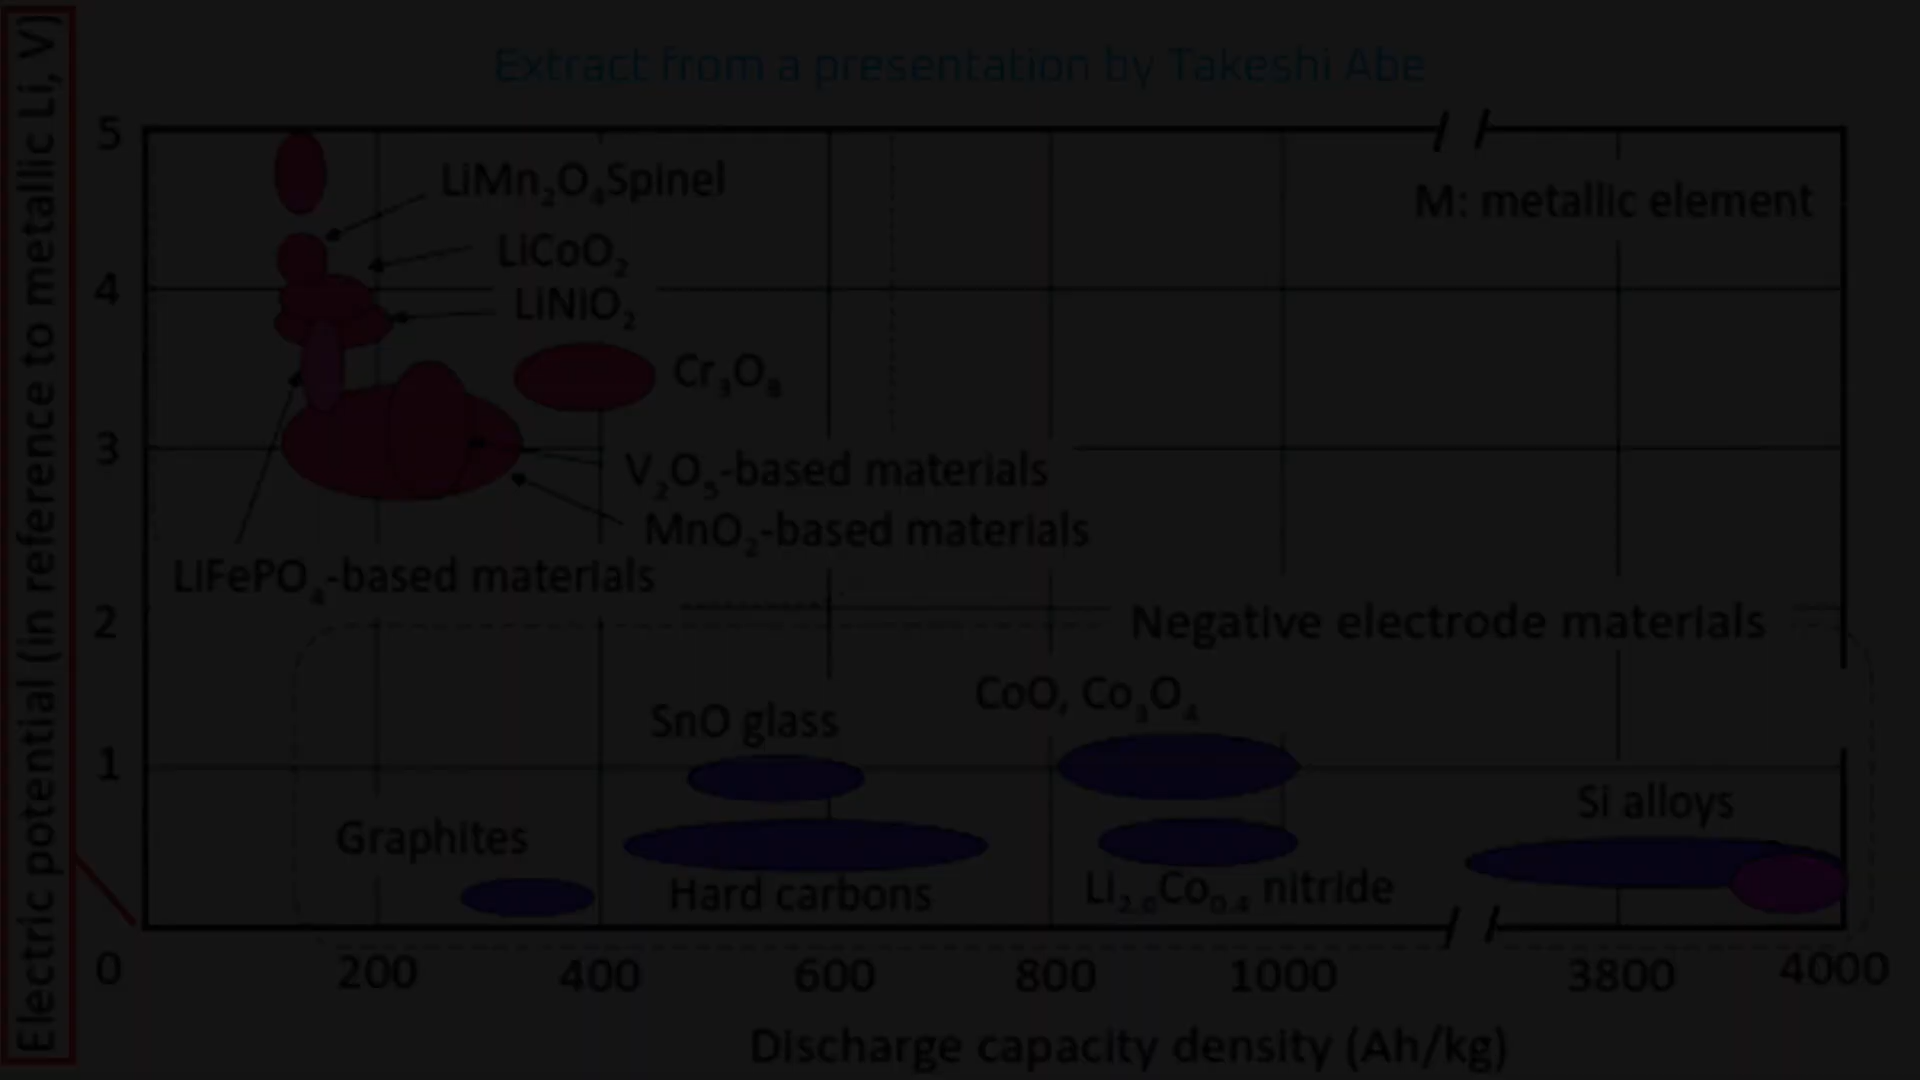 Extract from a presentation by Takeshi Abe
Electric potential (in reference to metallic Li, V)
5
LiMn₂O₄Spinel
M: metallic element
LiCoO₂
4
LiNiO₂
Cr₃O₈
3
V₂O₅-based materials
MnO₂-based materials
LiFePO₄-based materials
2
Negative electrode materials
CoO, Co₃O₄
SnO glass
1
Si alloys
Graphites
Hard carbons
Li₂.₆Co₀.₄ nitride
0
200 400 600 800 1000 3800 4000
Discharge capacity density (Ah/kg)